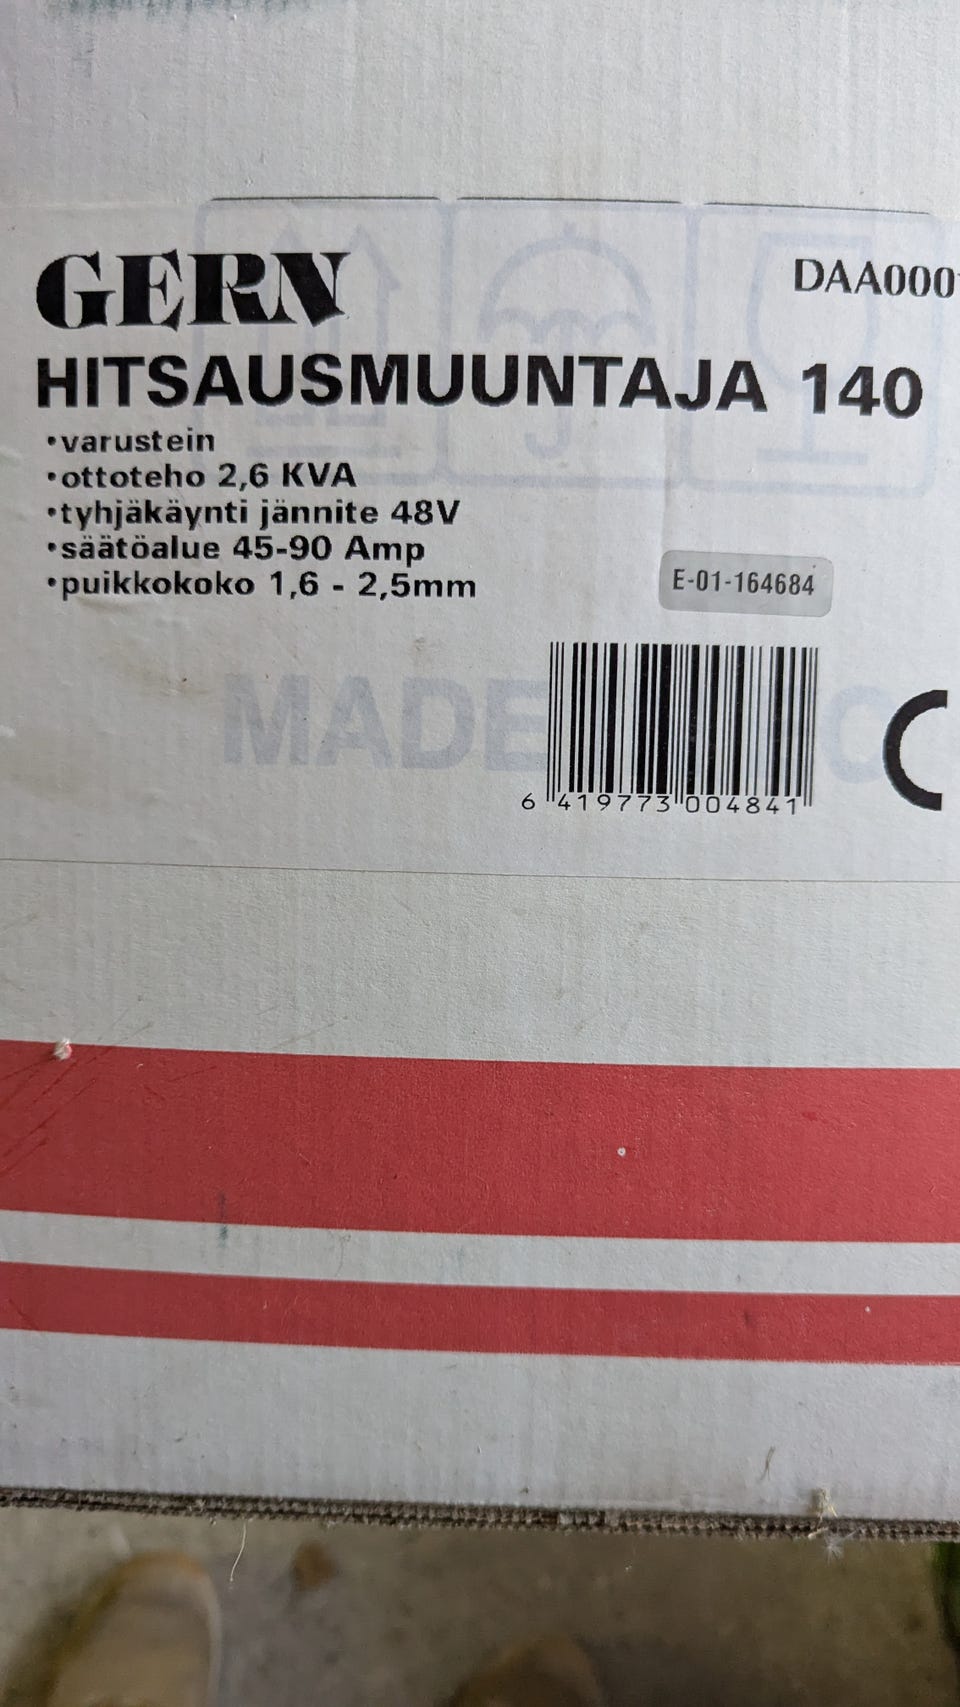 GERN
DAA000
HITSAUSMUUNTAJA 140
•varustein
•ottoteho 2,6 KVA
•tyhjäkäynti jännite 48V
•säätöalue 45-90 Amp
•puikkokoko 1,6 - 2,5mm
E-01-164684
MADE
6 419773 004841